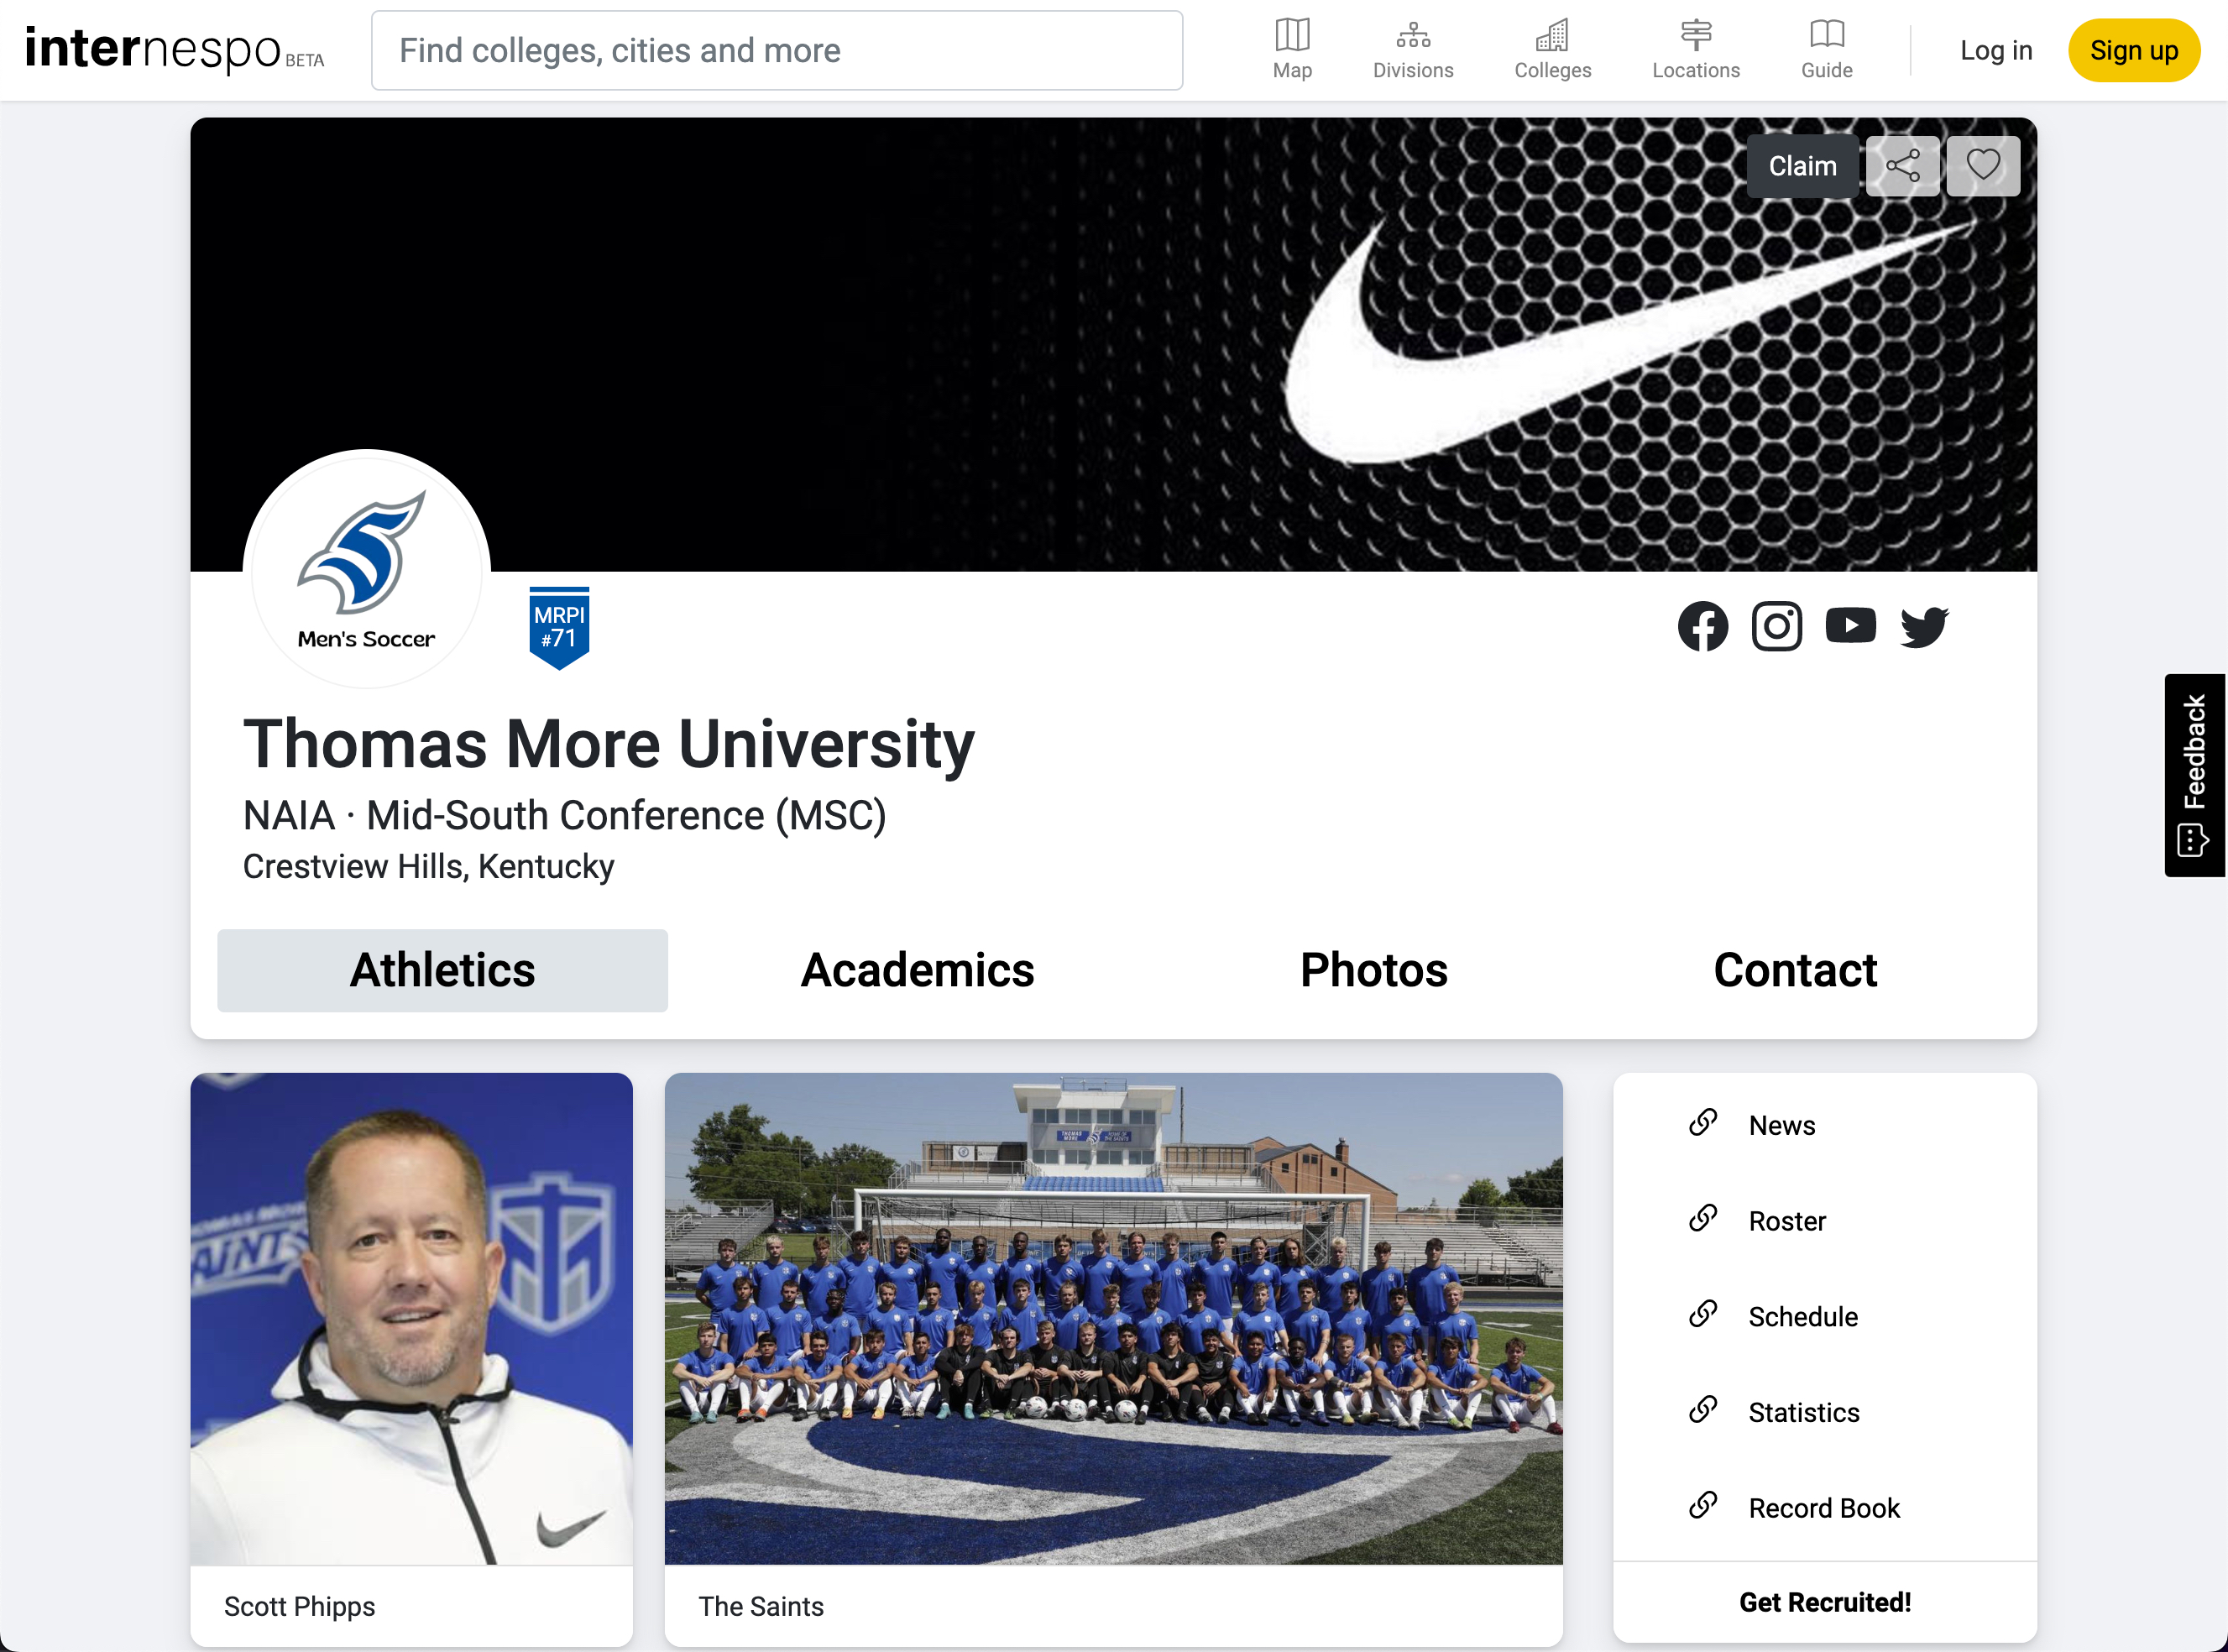 internespo BETA
Find colleges, cities and more
Map
Divisions
Colleges
Locations
Guide
Log in
Sign up
Claim
Men's Soccer
MRPI
#71
Thomas More University
NAIA · Mid-South Conference (MSC)
Crestview Hills, Kentucky
Feedback
Athletics
Academics
Photos
Contact
News
Roster
Schedule
Statistics
Record Book
Get Recruited!
Scott Phipps
The Saints